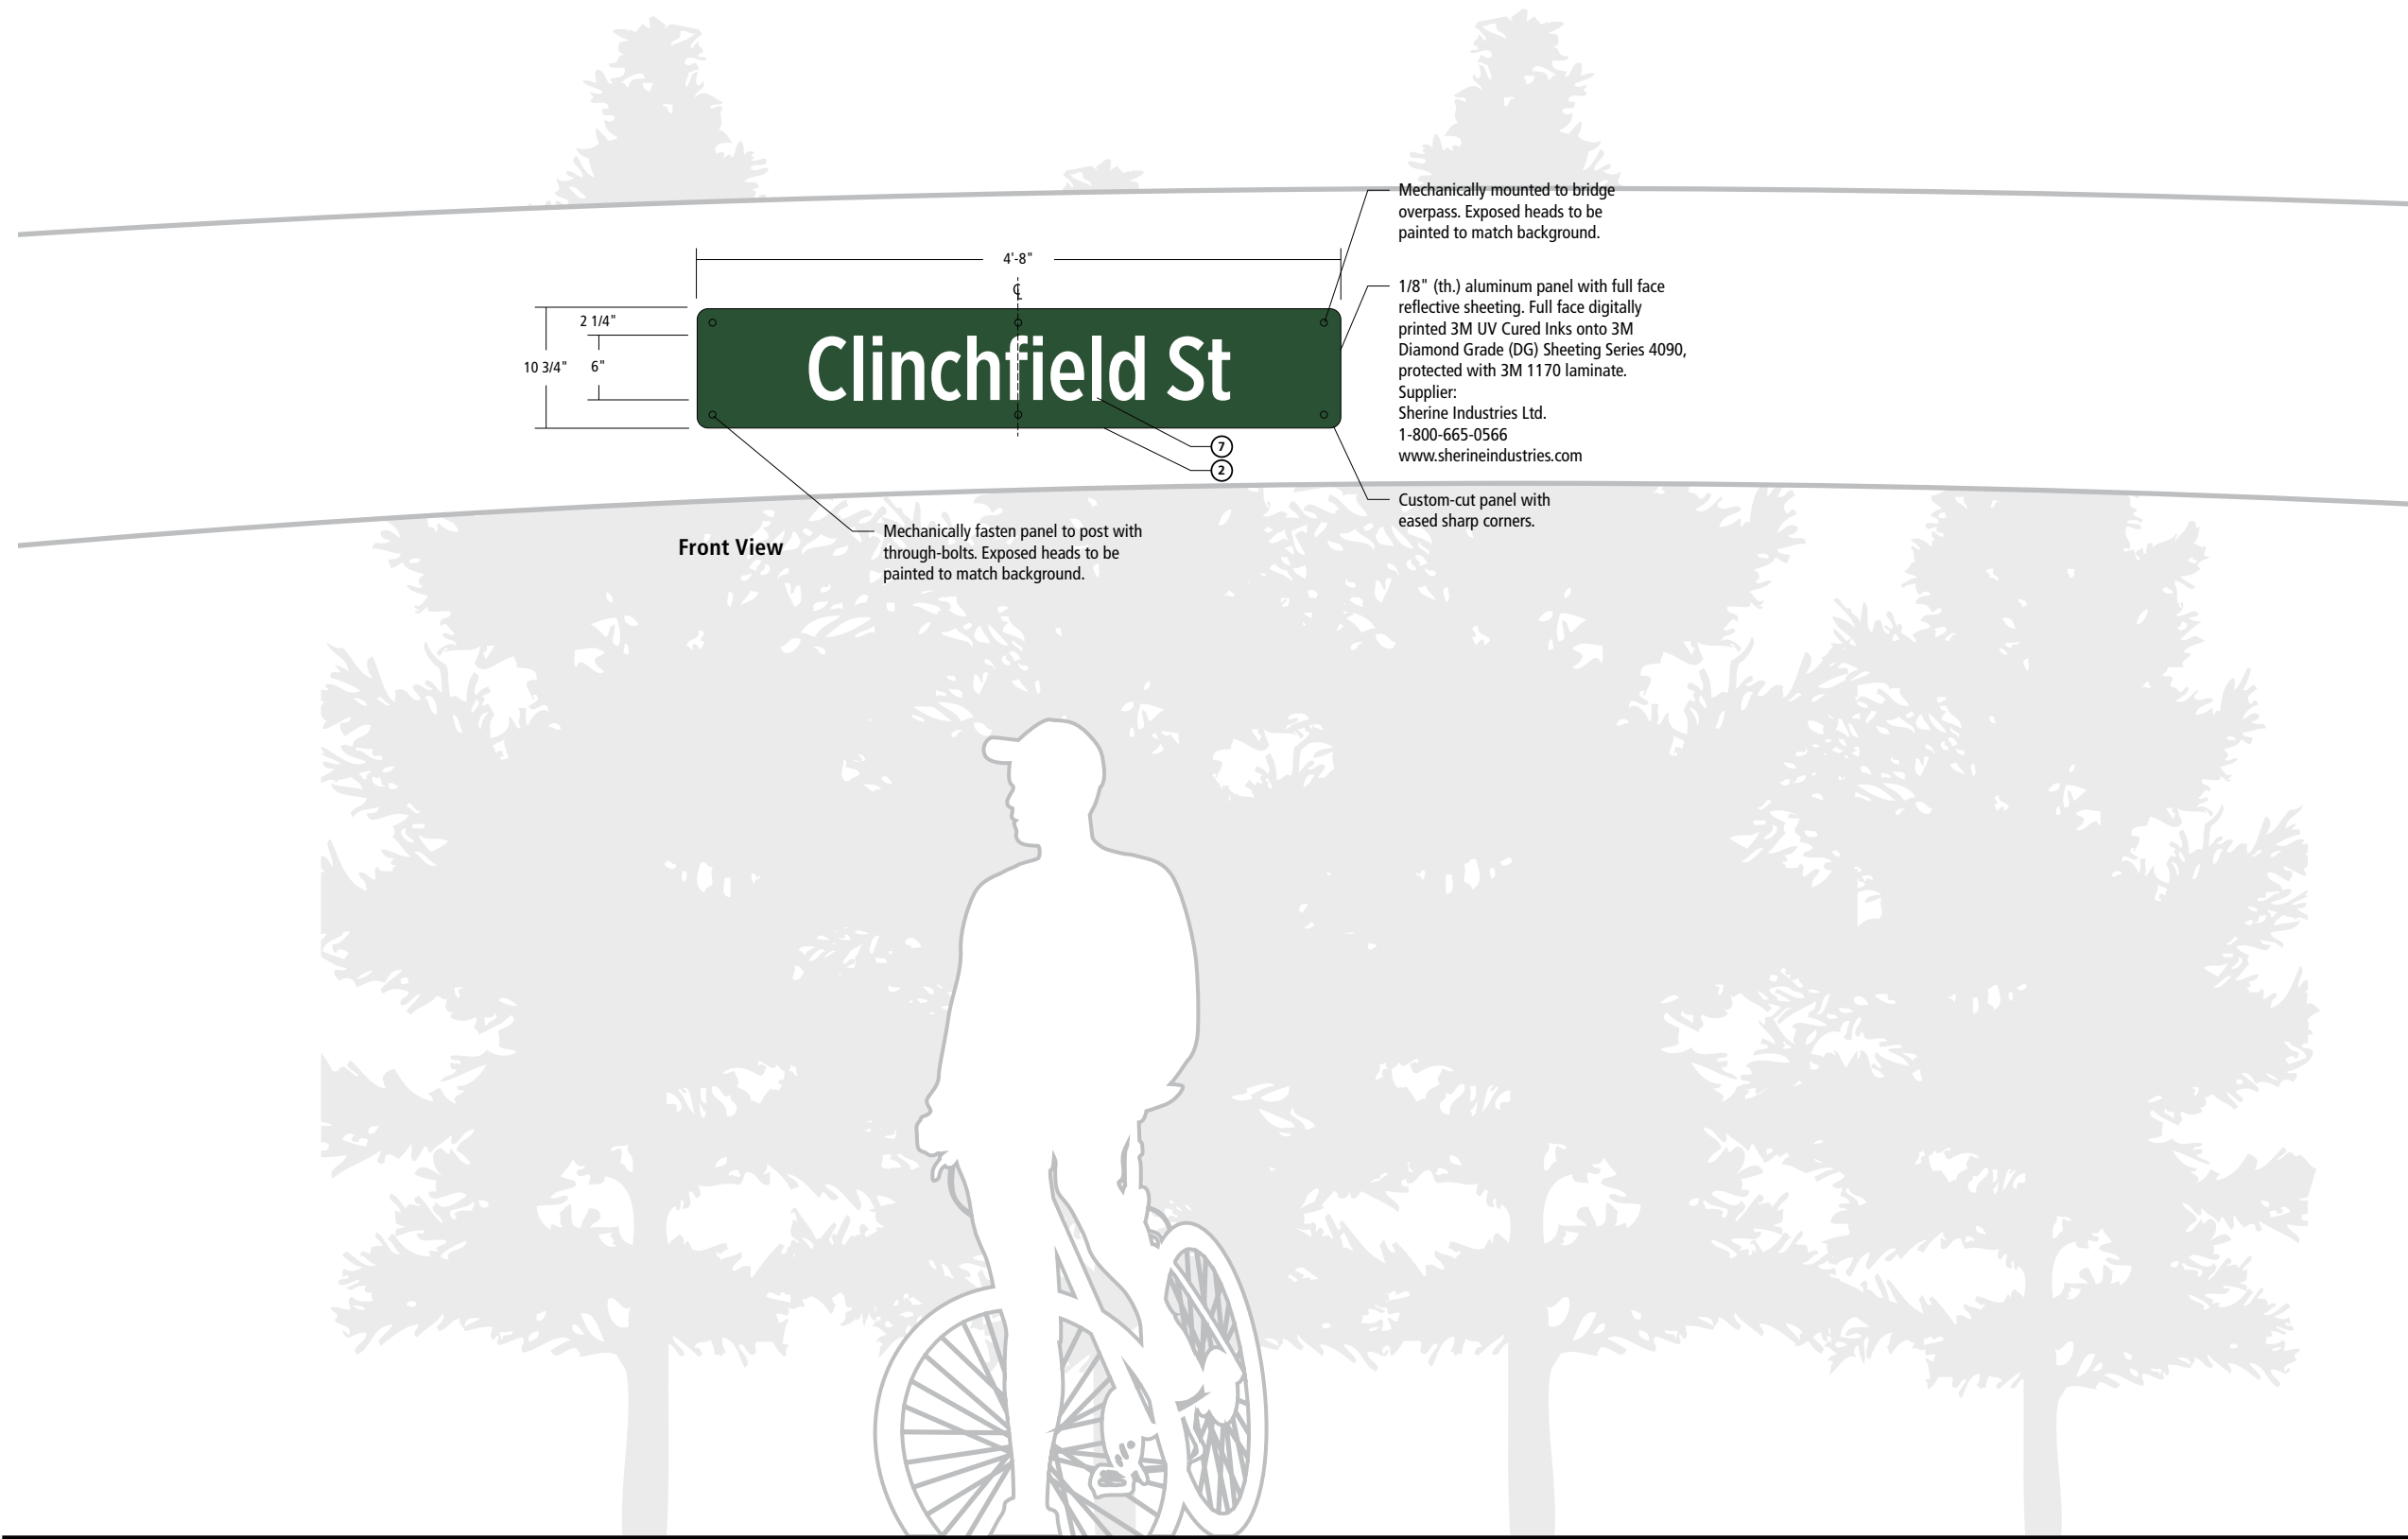 Mechanically mounted to bridge
overpass. Exposed heads to be
painted to match background.
4'-8"
℄
1/8" (th.) aluminum panel with full face
reflective sheeting. Full face digitally
printed 3M UV Cured Inks onto 3M
Diamond Grade (DG) Sheeting Series 4090,
protected with 3M 1170 laminate.
Supplier:
Sherine Industries Ltd.
1-800-665-0566
www.sherineindustries.com
2 1/4"
10 3/4"
6"
Clinchfield St
7
2
Custom-cut panel with
eased sharp corners.
Front View
Mechanically fasten panel to post with
through-bolts. Exposed heads to be
painted to match background.